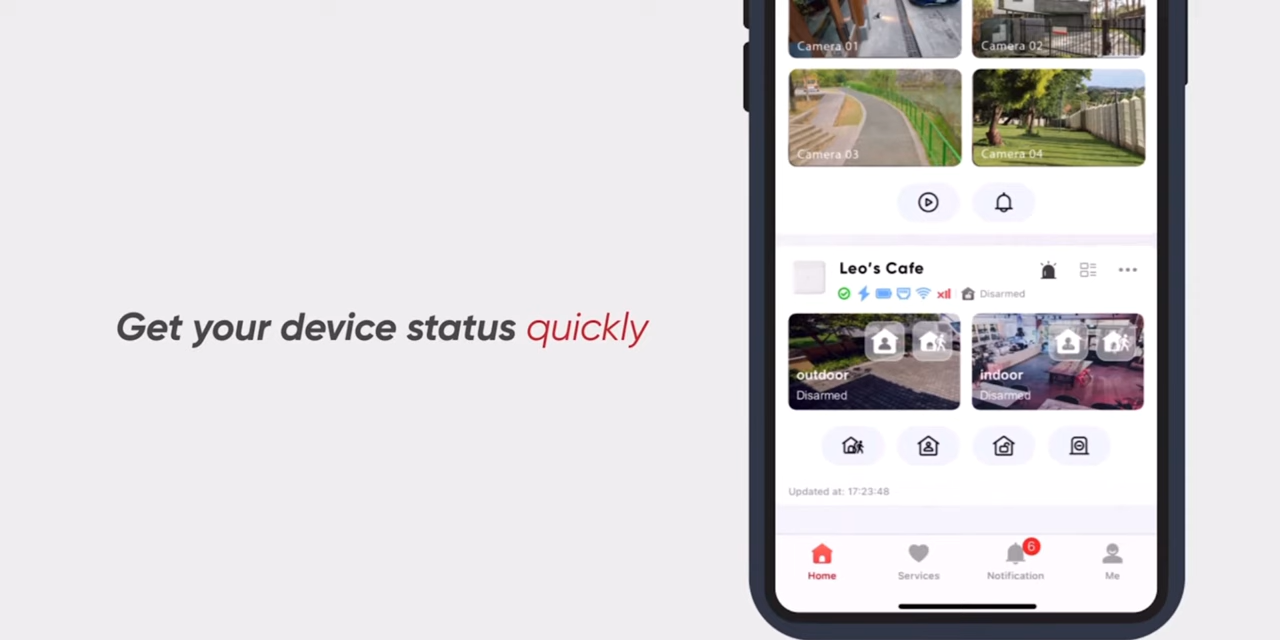 Get your device status quickly
Camera 01
Camera 02
Camera 03
Camera 04
Leo's Cafe
Disarmed
outdoor
Disarmed
indoor
Disarmed
Updated at: 17:23:48
6
Home
Services
Notification
Me